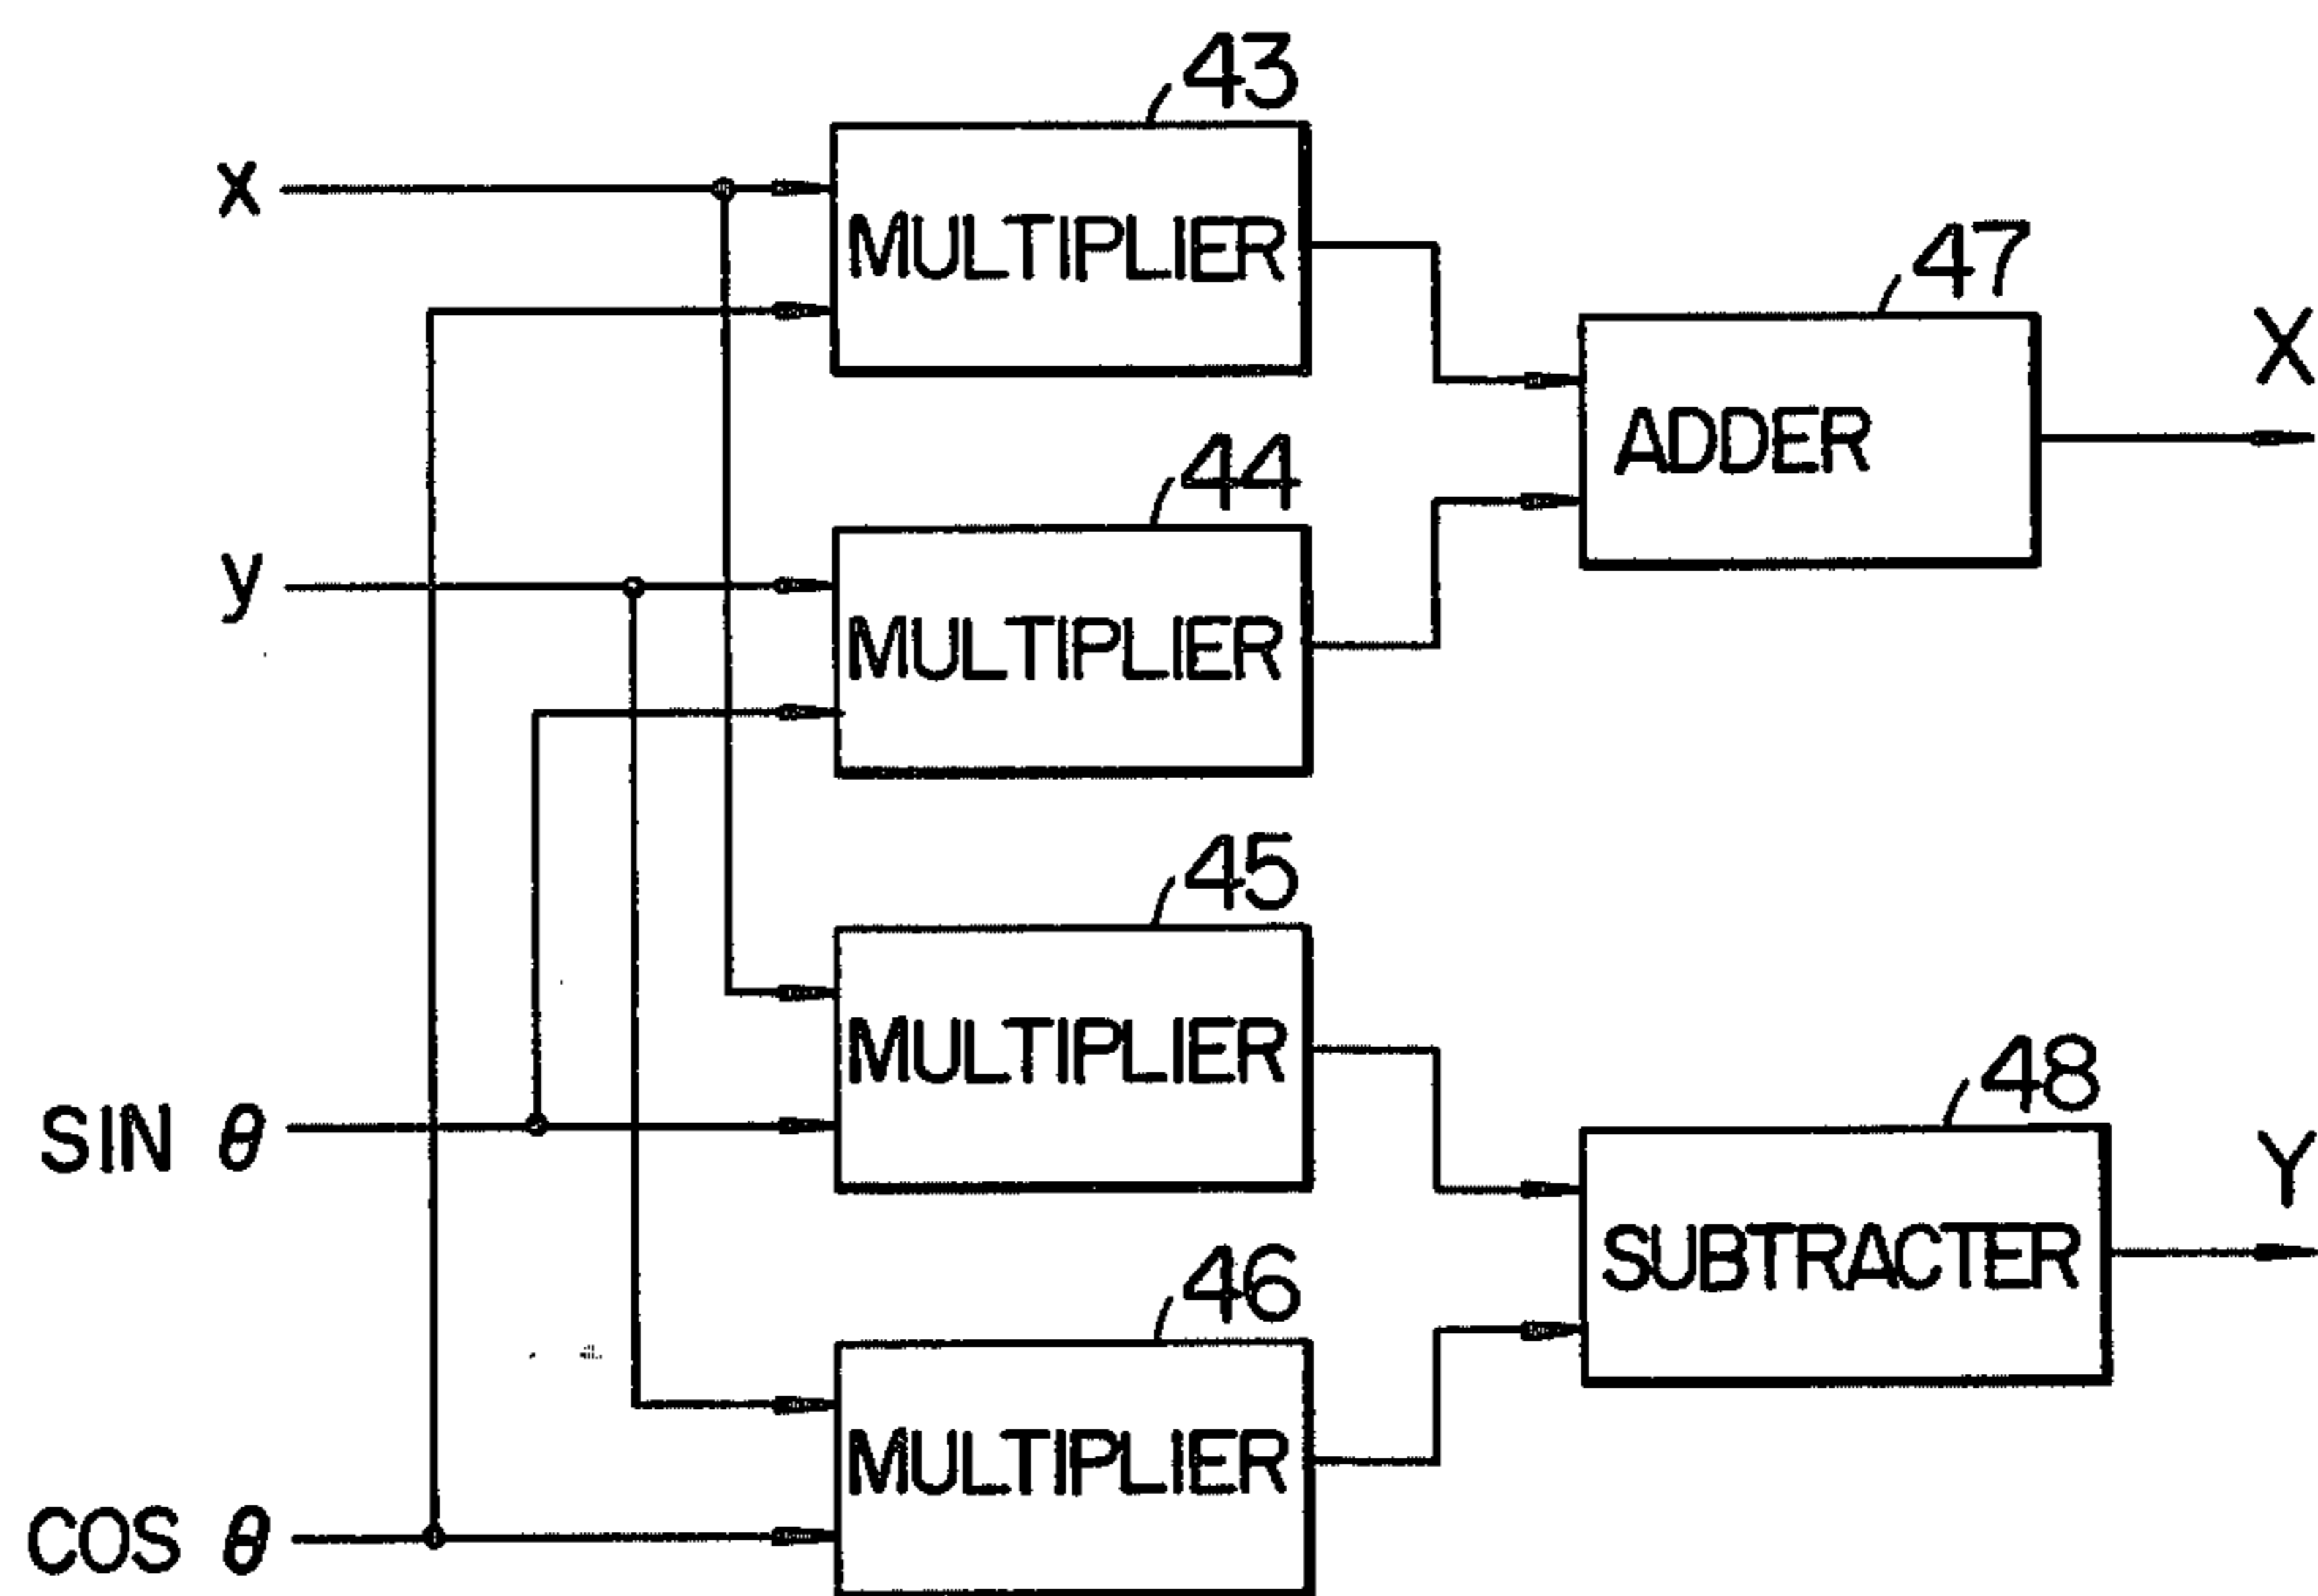 43
x
MULTIPLIER
47
X
ADDER
44
y
MULTIPLIER
45
MULTIPLIER
SIN θ
48
Y
SUBTRACTER
46
MULTIPLIER
COS θ